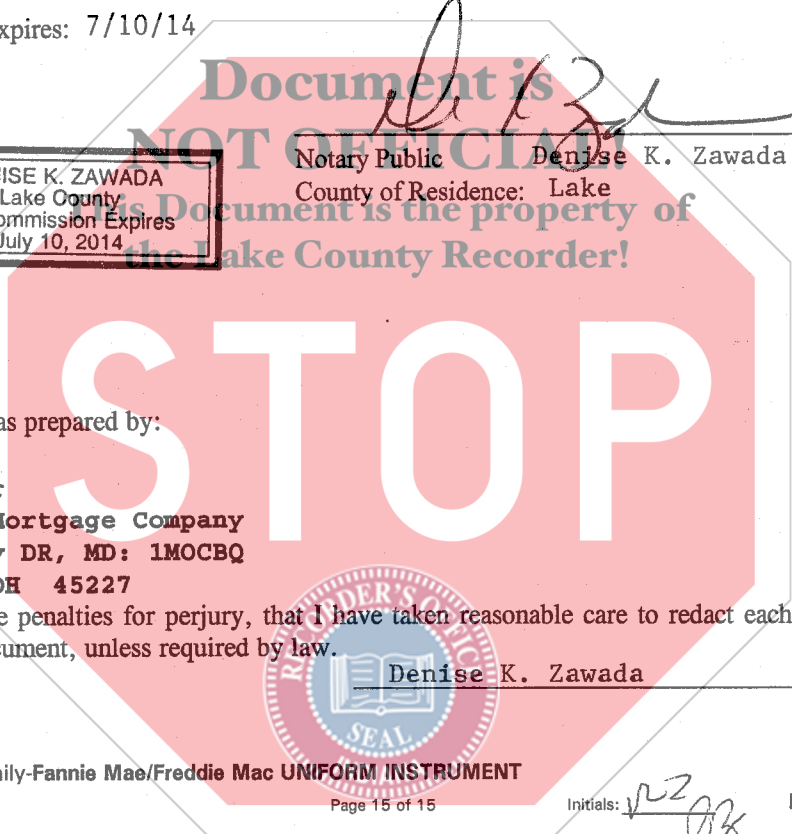 xpires: 7/10/14
Document is
NOT OFFICIAL!
This Document is the property of
the Lake County Recorder!
ISE K. ZAWADA
Lake County
ommission Expires
July 10, 2014
Notary Public Denise K. Zawada
County of Residence: Lake
STOP
as prepared by:
Mortgage Company
DR, MD: 1MOCBQ
OH 45227
e penalties for perjury, that I have taken reasonable care to redact each
ument, unless required by law.
Denise K. Zawada
RECORDER'S OFFICE
SEAL
ily-Fannie Mae/Freddie Mac UNIFORM INSTRUMENT
Page 15 of 15
Initials: